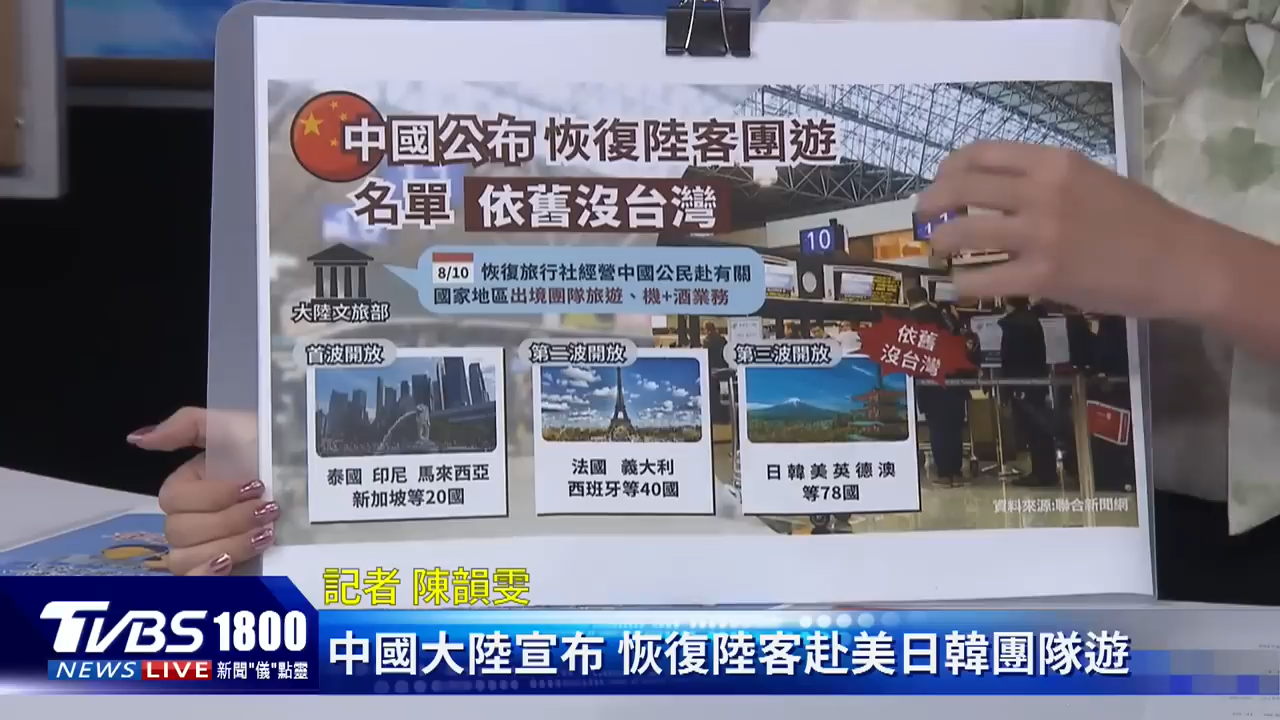 中國公布 恢復陸客團遊
名單 依舊沒台灣
8/10 恢復旅行社經營中國公民赴有關
國家地區出境團隊旅遊、機+酒業務
大陸文旅部
首波開放
第二波開放
第三波開放
依舊
沒台灣
10
泰國 印尼 馬來西亞
新加坡等20國
法國 義大利
西班牙等40國
日韓美英德澳
等78國
資料來源:聯合新聞網
記者 陳韻雯
TVBS 1800
NEWS LIVE 新聞"儀"點靈
中國大陸宣布 恢復陸客赴美日韓團隊遊